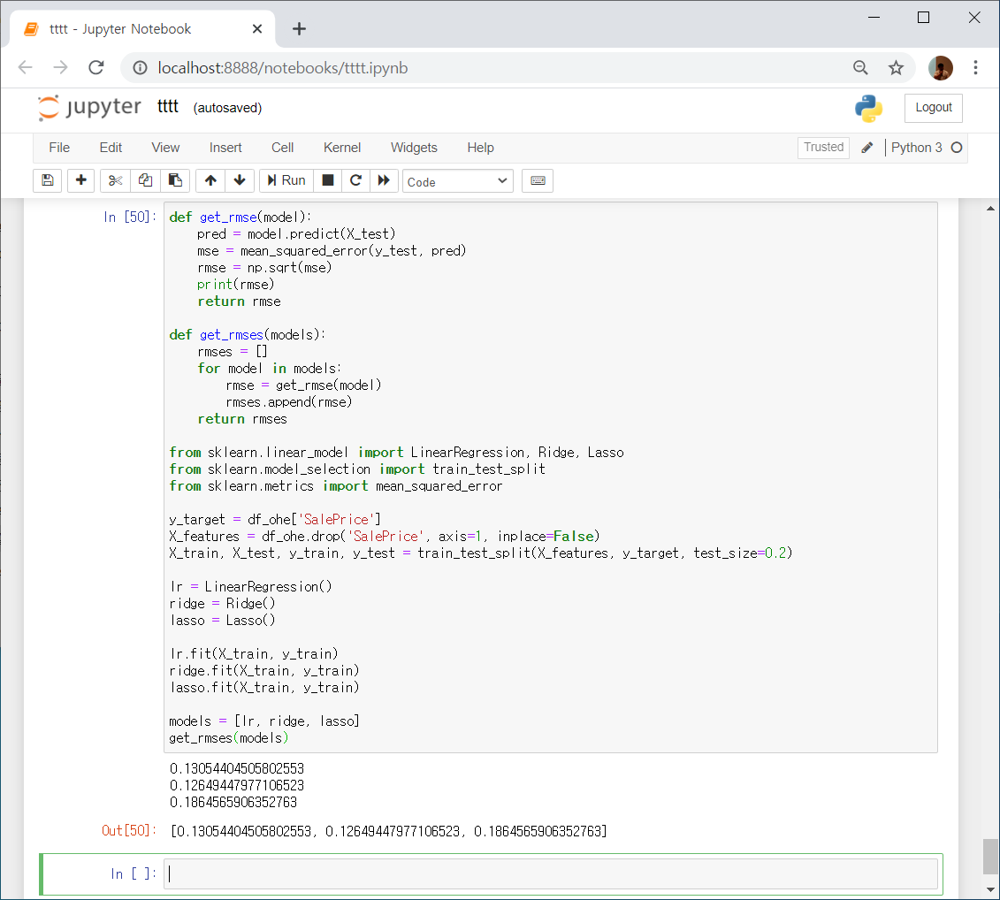 tttt - Jupyter Notebook
localhost:8888/notebooks/tttt.ipynb
jupyter tttt (autosaved)
Logout
File Edit View Insert Cell Kernel Widgets Help
Trusted Python 3
Run Code
In [50]:
def get_rmse(model):
    pred = model.predict(X_test)
    mse = mean_squared_error(y_test, pred)
    rmse = np.sqrt(mse)
    print(rmse)
    return rmse

def get_rmses(models):
    rmses = []
    for model in models:
        rmse = get_rmse(model)
        rmses.append(rmse)
    return rmses

from sklearn.linear_model import LinearRegression, Ridge, Lasso
from sklearn.model_selection import train_test_split
from sklearn.metrics import mean_squared_error

y_target = df_ohe['SalePrice']
X_features = df_ohe.drop('SalePrice', axis=1, inplace=False)
X_train, X_test, y_train, y_test = train_test_split(X_features, y_target, test_size=0.2)

lr = LinearRegression()
ridge = Ridge()
lasso = Lasso()

lr.fit(X_train, y_train)
ridge.fit(X_train, y_train)
lasso.fit(X_train, y_train)

models = [lr, ridge, lasso]
get_rmses(models)
0.13054404505802553
0.12649447977106523
0.1864565906352763
Out[50]: [0.13054404505802553, 0.12649447977106523, 0.1864565906352763]
In [ ]: